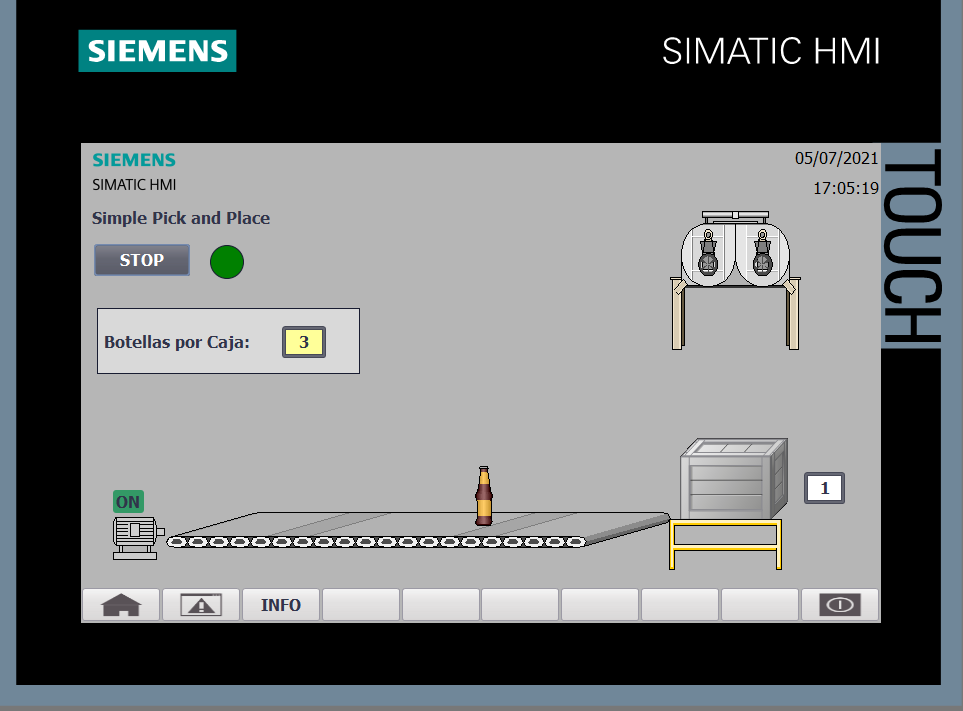 SIEMENS
SIMATIC HMI
TOUCH
SIEMENS
05/07/2021
SIMATIC HMI
17:05:19
Simple Pick and Place
STOP
Botellas por Caja: 3
1
ON
INFO